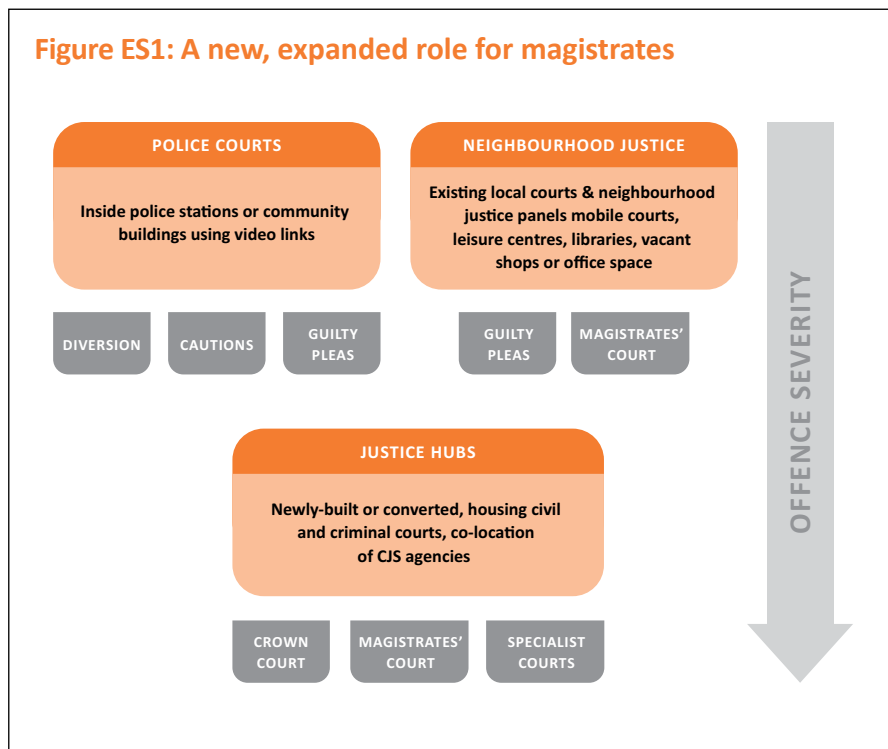 Figure ES1: A new, expanded role for magistrates
POLICE COURTS
Inside police stations or community
buildings using video links
DIVERSION
CAUTIONS
GUILTY
PLEAS
NEIGHBOURHOOD JUSTICE
Existing local courts & neighbourhood
justice panels mobile courts,
leisure centres, libraries, vacant
shops or office space
GUILTY
PLEAS
MAGISTRATES'
COURT
JUSTICE HUBS
Newly-built or converted, housing civil
and criminal courts, co-location
of CJS agencies
CROWN
COURT
MAGISTRATES'
COURT
SPECIALIST
COURTS
OFFENCE SEVERITY